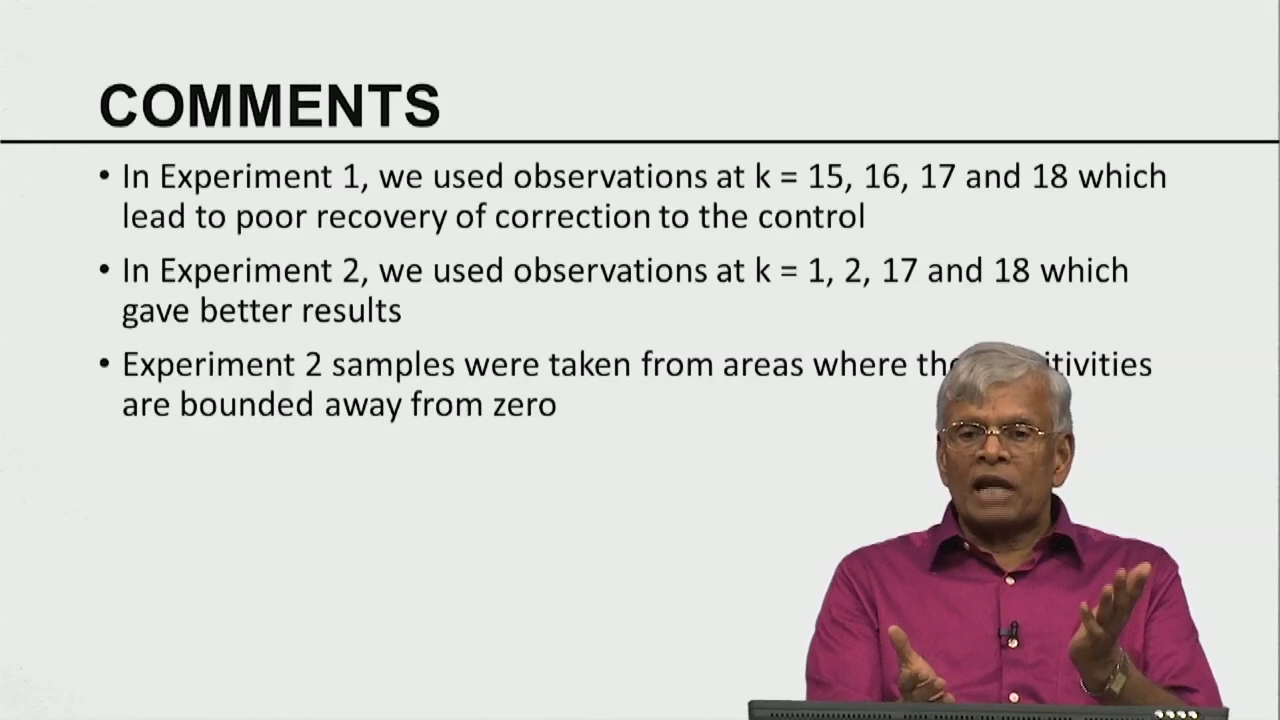 COMMENTS
• In Experiment 1, we used observations at k = 15, 16, 17 and 18 which
lead to poor recovery of correction to the control
• In Experiment 2, we used observations at k = 1, 2, 17 and 18 which
gave better results
• Experiment 2 samples were taken from areas where
are bounded away from zero